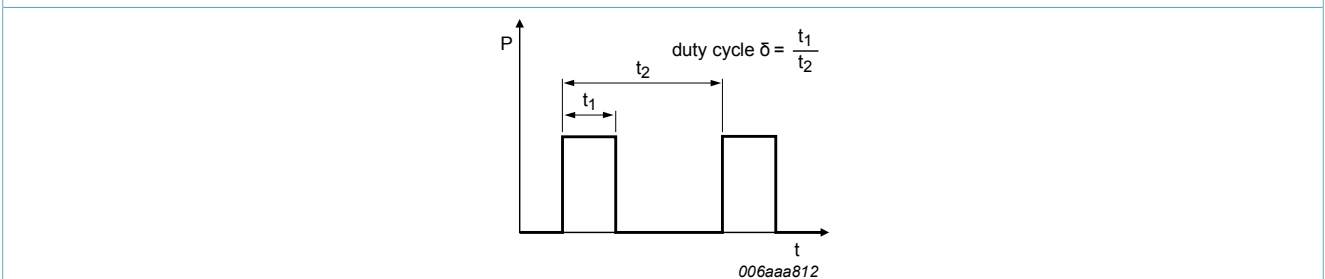 P
duty cycle δ = t1/t2
t2
t1
t
006aaa812